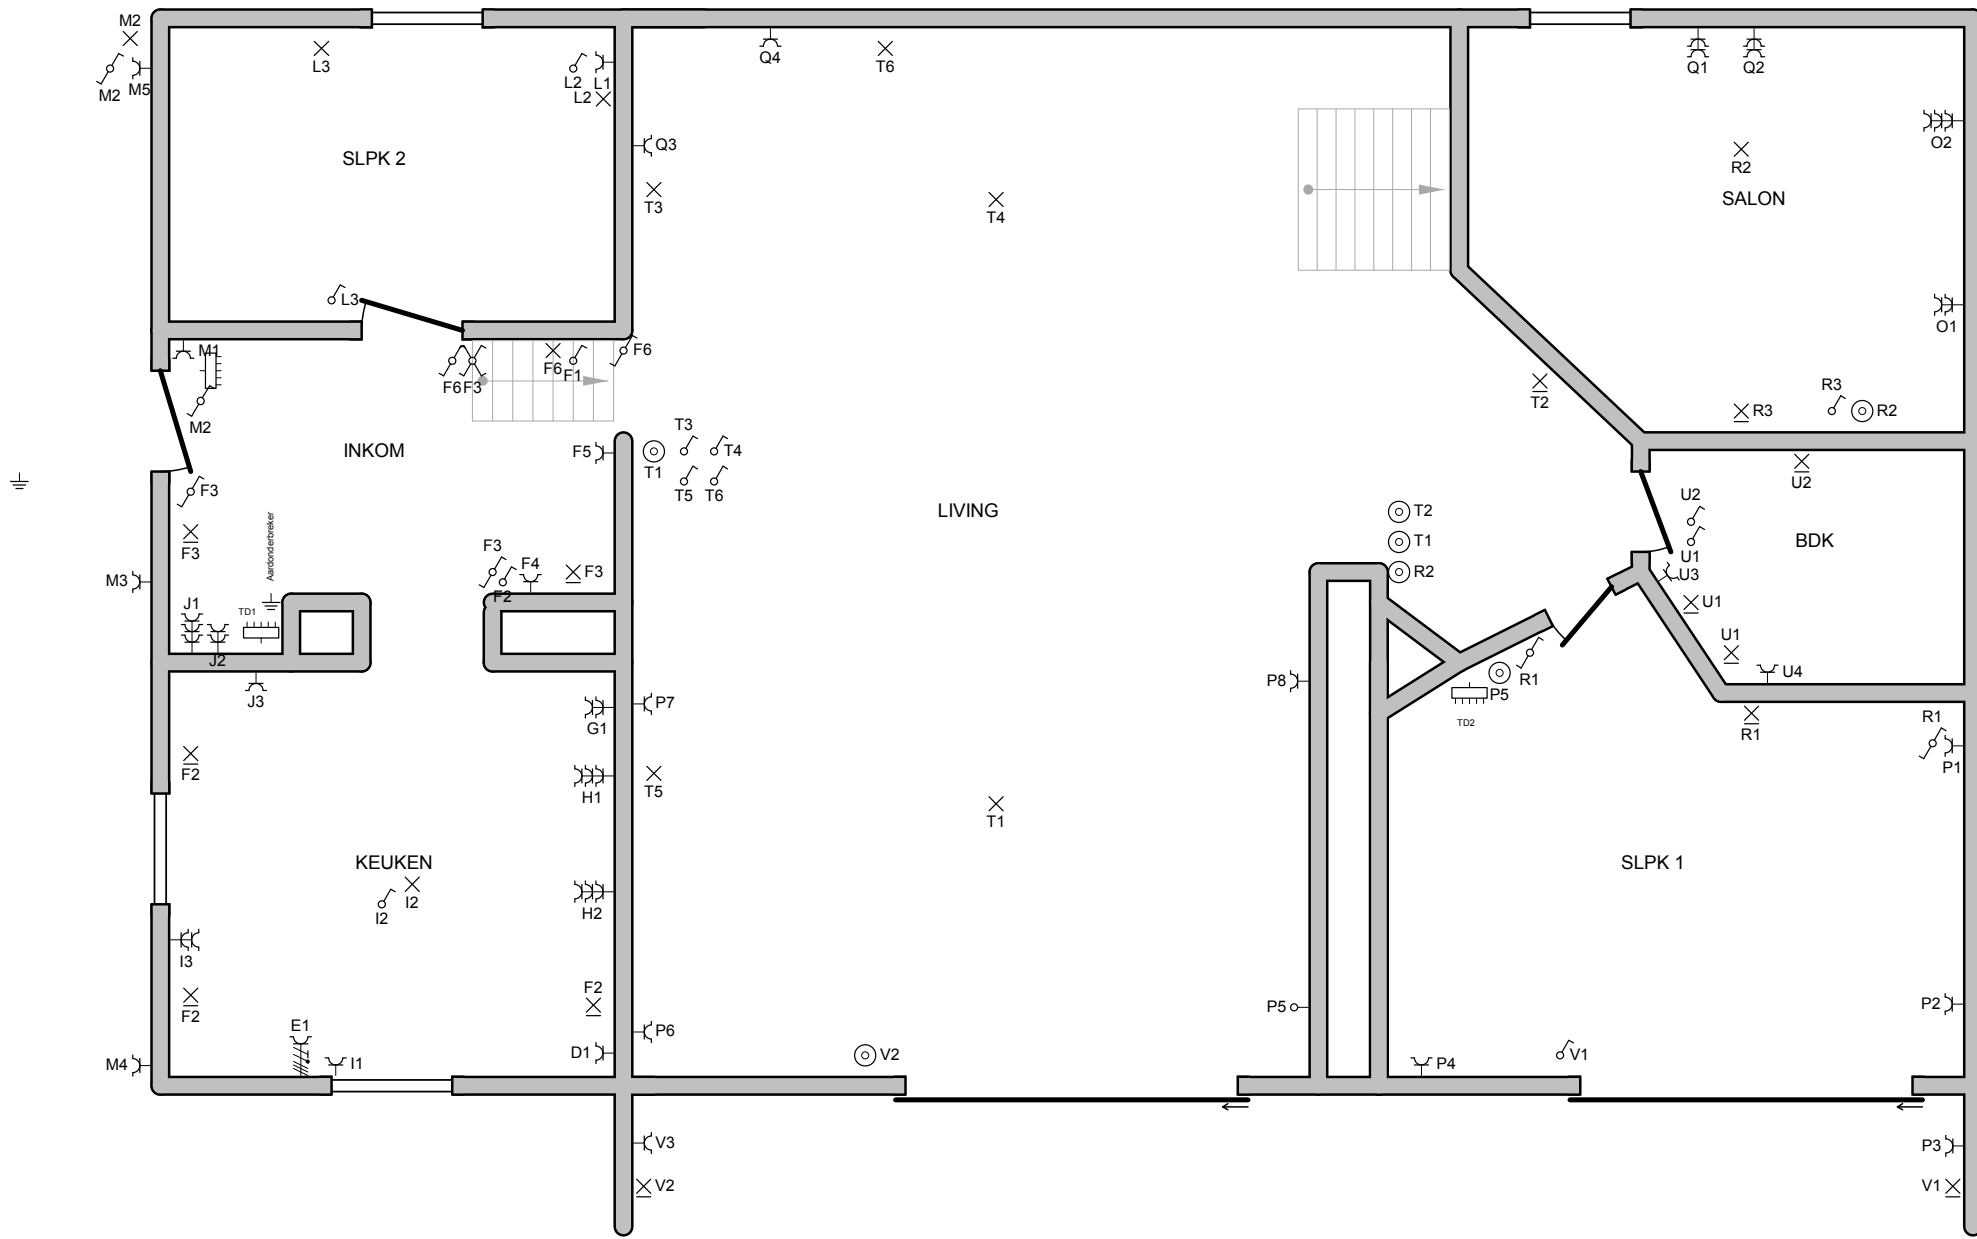 M2
L3
Q4
T6
Q1 Q2
M2 M5
L2 L1
L2
SLPK 2
Q3
T3
T4
O2
R2
SALON
L3
M1
F6
F6 F3
F6 F1
O1
M2
T2
R3
R3
R2
INKOM
F5
T1
T3
T4
T5 T6
F3
F3
Aardonderbreker
LIVING
T2
T1
R2
U2
U2
U1
BDK
U3
U1
U1
U4
M3
F3
F4
F3
F2
J1
J2
TD1
J3
P8
R1
P5
TD2
R1
R1
P1
P7
G1
F2
H1
T5
T1
KEUKEN
I2
I2
H2
SLPK 1
I3
F2
F2
P5
P2
E1
I1
D1
P6
M4
V2
P4
V1
V3
V2
P3
V1